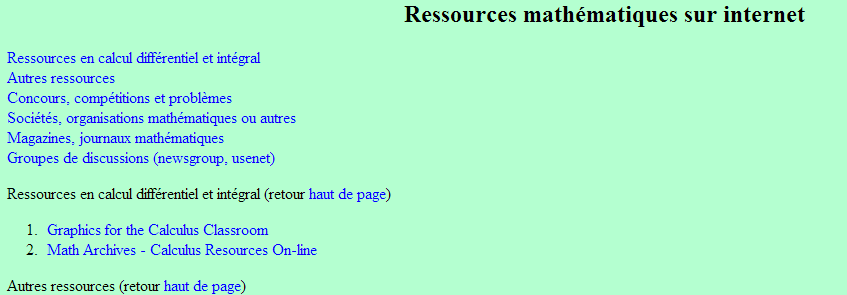 Ressources mathématiques sur internet
Ressources en calcul différentiel et intégral
Autres ressources
Concours, compétitions et problèmes
Sociétés, organisations mathématiques ou autres
Magazines, journaux mathématiques
Groupes de discussions (newsgroup, usenet)
Ressources en calcul différentiel et intégral (retour haut de page)
1. Graphics for the Calculus Classroom
2. Math Archives - Calculus Resources On-line
Autres ressources (retour haut de page)